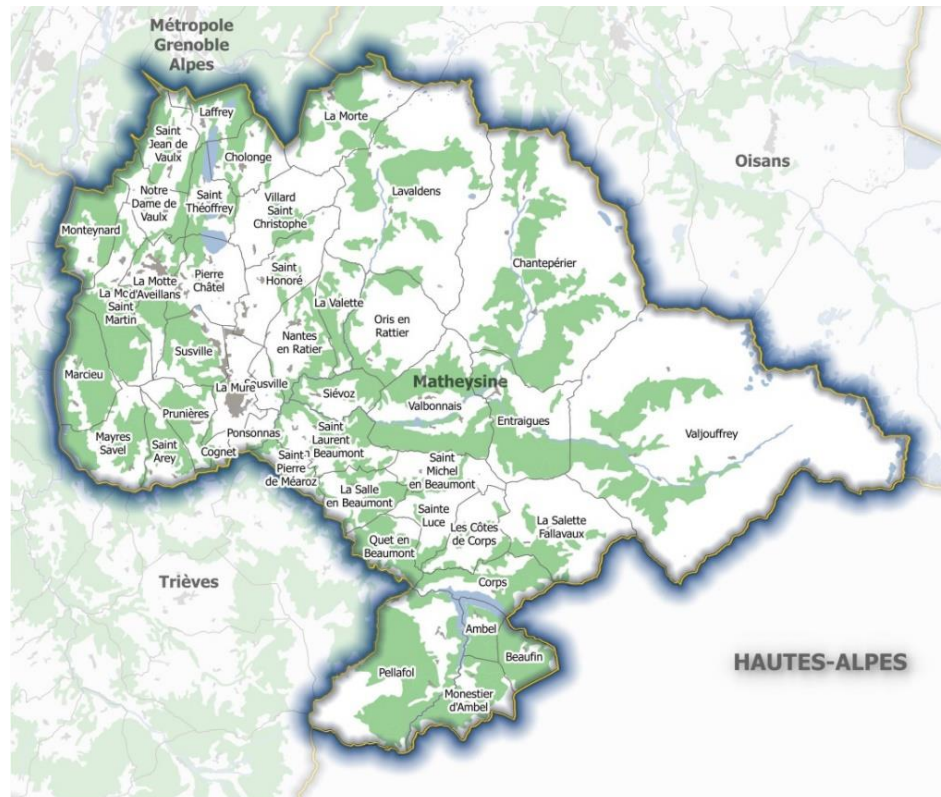 Métropole
Grenoble
Alpes
La Morte
Laffrey
Saint
Jean de
Vaulx
Cholonge
Oisans
Notre
Dame de
Vaulx
Saint
Théoffrey
Villard
Saint
Christophe
Lavaldens
Monteynard
Chantepérier
Saint
Honoré
Pierre
Châtel
La Motte
d'Aveillans
La
Saint
Martin
La Valette
Oris en
Rattier
Nantes
en Ratier
Susville
Marcieu
Matheysine
La Mure
Siévoz
Valbonnais
Prunières
Entraigues
Ponsonnas
Valjouffrey
Mayres
Savel
Saint
Arey
Cognet
Saint
Laurent
Beaumont
Saint
Pierre
de Méaroz
Saint
Michel
en Beaumont
La Salle
en Beaumont
Sainte
Luce
Les Côtes
de Corps
La Salette
Fallavaux
Quet en
Beaumont
Trièves
Corps
Ambel
Beaufin
HAUTES-ALPES
Pellafol
Monestier
d'Ambel